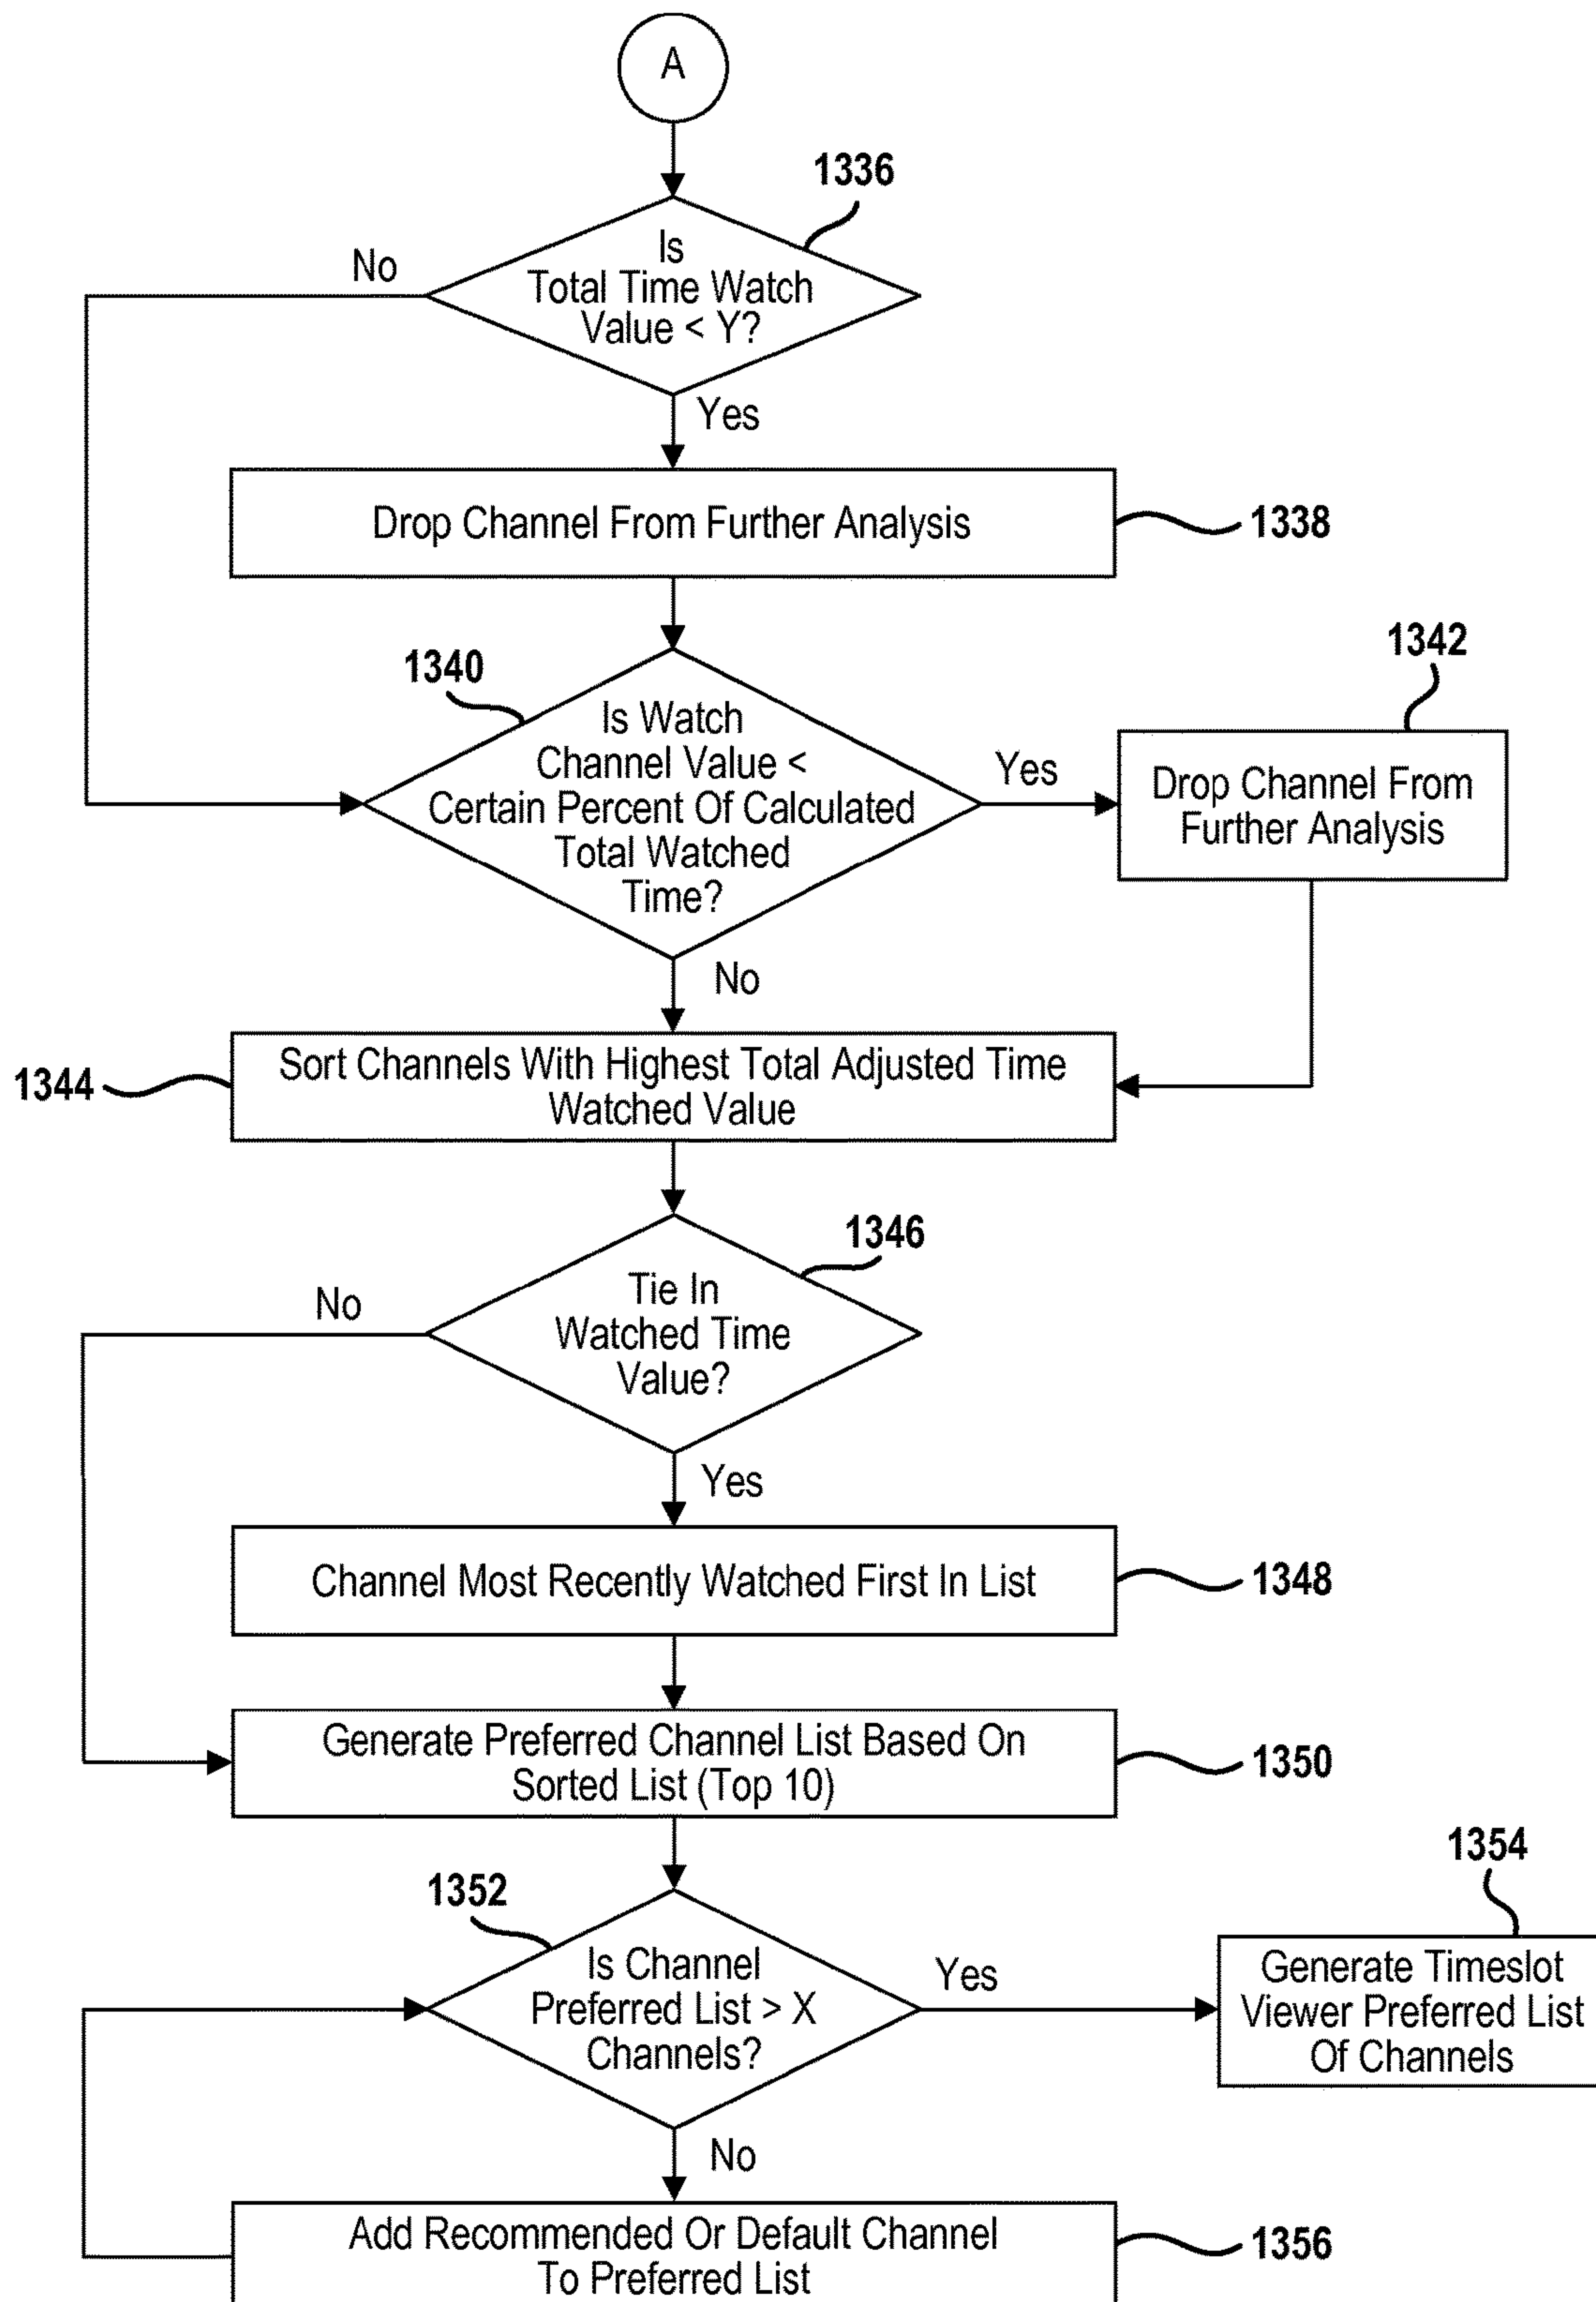 A
1336
Is
Total Time Watch
Value < Y?
No
Yes
Drop Channel From Further Analysis
1338
1340
Is Watch
Channel Value <
Certain Percent Of Calculated
Total Watched
Time?
Yes
1342
Drop Channel From
Further Analysis
No
1344
Sort Channels With Highest Total Adjusted Time
Watched Value
1346
Tie In
Watched Time
Value?
No
Yes
Channel Most Recently Watched First In List
1348
Generate Preferred Channel List Based On
Sorted List (Top 10)
1350
1352
Is Channel
Preferred List > X
Channels?
Yes
1354
Generate Timeslot
Viewer Preferred List
Of Channels
No
Add Recommended Or Default Channel
To Preferred List
1356